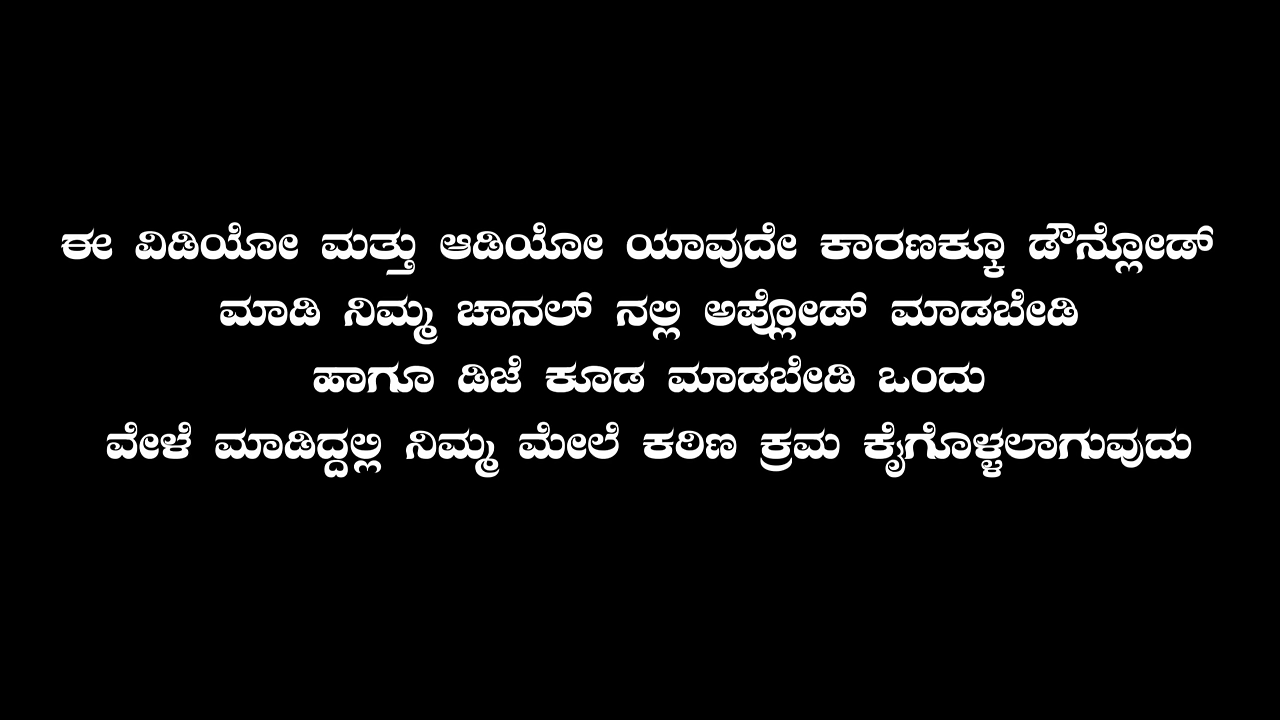 ಈ ವಿಡಿಯೋ ಮತ್ತು ಆಡಿಯೋ ಯಾವುದೇ ಕಾರಣಕ್ಕೂ ಡೌನ್ಲೋಡ್
ಮಾಡಿ ನಿಮ್ಮ ಚಾನಲ್ ನಲ್ಲಿ ಅಪ್ಲೋಡ್ ಮಾಡಬೇಡಿ
ಹಾಗೂ ಡಿಜೆ ಕೂಡ ಮಾಡಬೇಡಿ ಒಂದು
ವೇಳೆ ಮಾಡಿದ್ದಲ್ಲಿ ನಿಮ್ಮ ಮೇಲೆ ಕಠಿಣ ಕ್ರಮ ಕೈಗೊಳ್ಳಲಾಗುವುದು